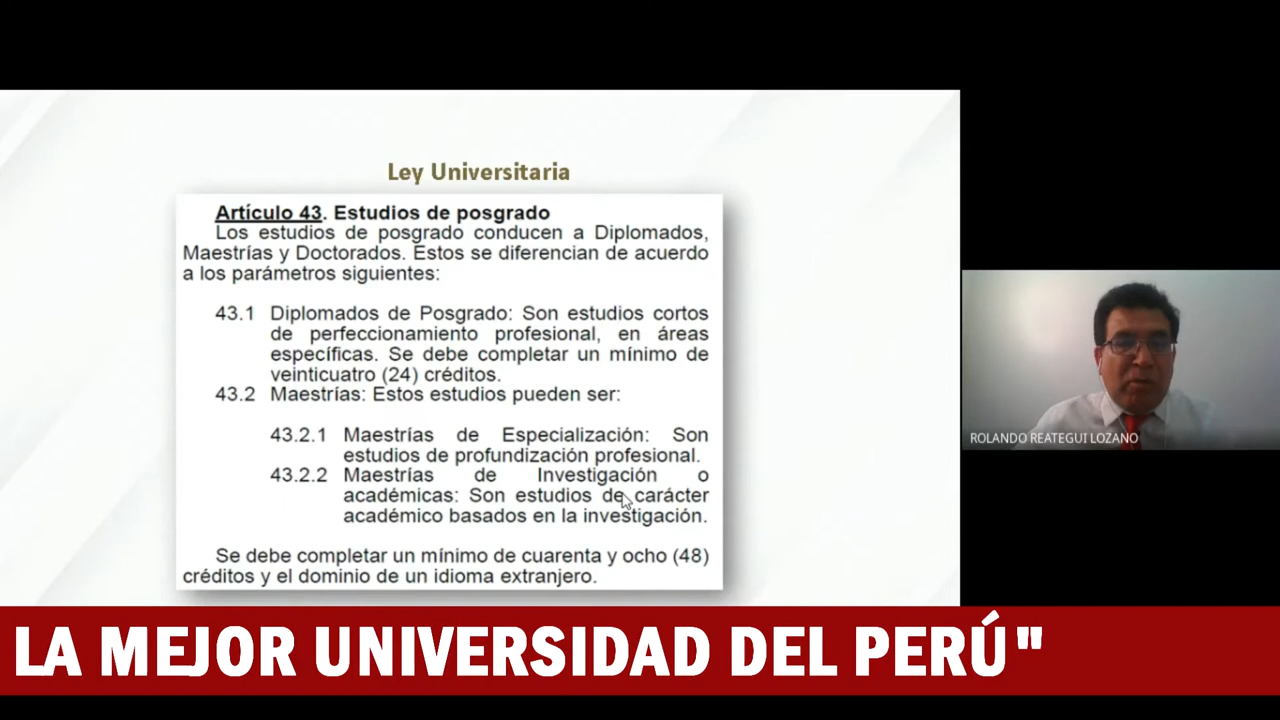 Ley Universitaria
Artículo 43. Estudios de posgrado
Los estudios de posgrado conducen a Diplomados,
Maestrías y Doctorados. Estos se diferencian de acuerdo
a los parámetros siguientes:
43.1 Diplomados de Posgrado: Son estudios cortos
de perfeccionamiento profesional, en áreas
específicas. Se debe completar un mínimo de
veinticuatro (24) créditos.
43.2 Maestrías: Estos estudios pueden ser:
43.2.1 Maestrías de Especialización: Son
estudios de profundización profesional.
43.2.2 Maestrías de Investigación o
académicas: Son estudios de carácter
académico basados en la investigación.
Se debe completar un mínimo de cuarenta y ocho (48)
créditos y el dominio de un idioma extranjero.
ROLANDO REATEGUI LOZANO
LA MEJOR UNIVERSIDAD DEL PERÚ"